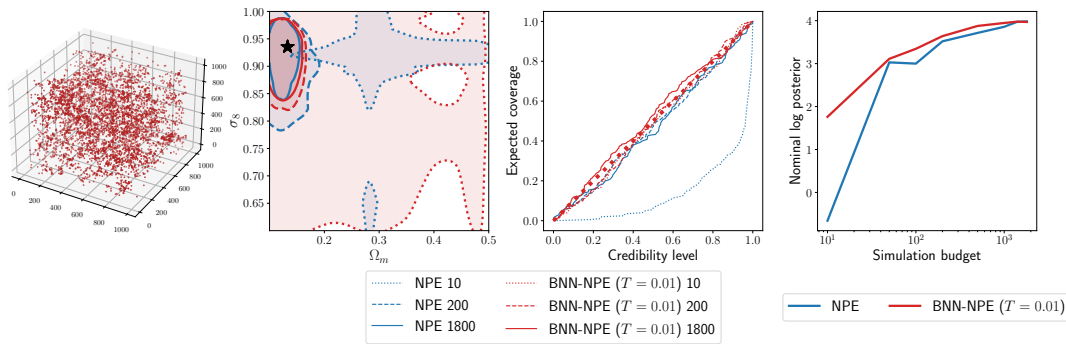 1000
800
600
400
200
0
0
200
400
600
800
1000
0
200
400
600
800
1000
1.00
0.95
0.90
0.85
0.80
0.75
0.70
0.65
σ₈
0.2 0.3 0.4 0.5
Ωₘ
1.0
0.8
0.6
0.4
0.2
0.0
Expected coverage
0.0 0.2 0.4 0.6 0.8 1.0
Credibility level
4
3
2
1
0
Nominal log posterior
10¹ 10² 10³
Simulation budget
NPE 10
NPE 200
NPE 1800
BNN-NPE (T = 0.01) 10
BNN-NPE (T = 0.01) 200
BNN-NPE (T = 0.01) 1800
NPE BNN-NPE (T = 0.01)